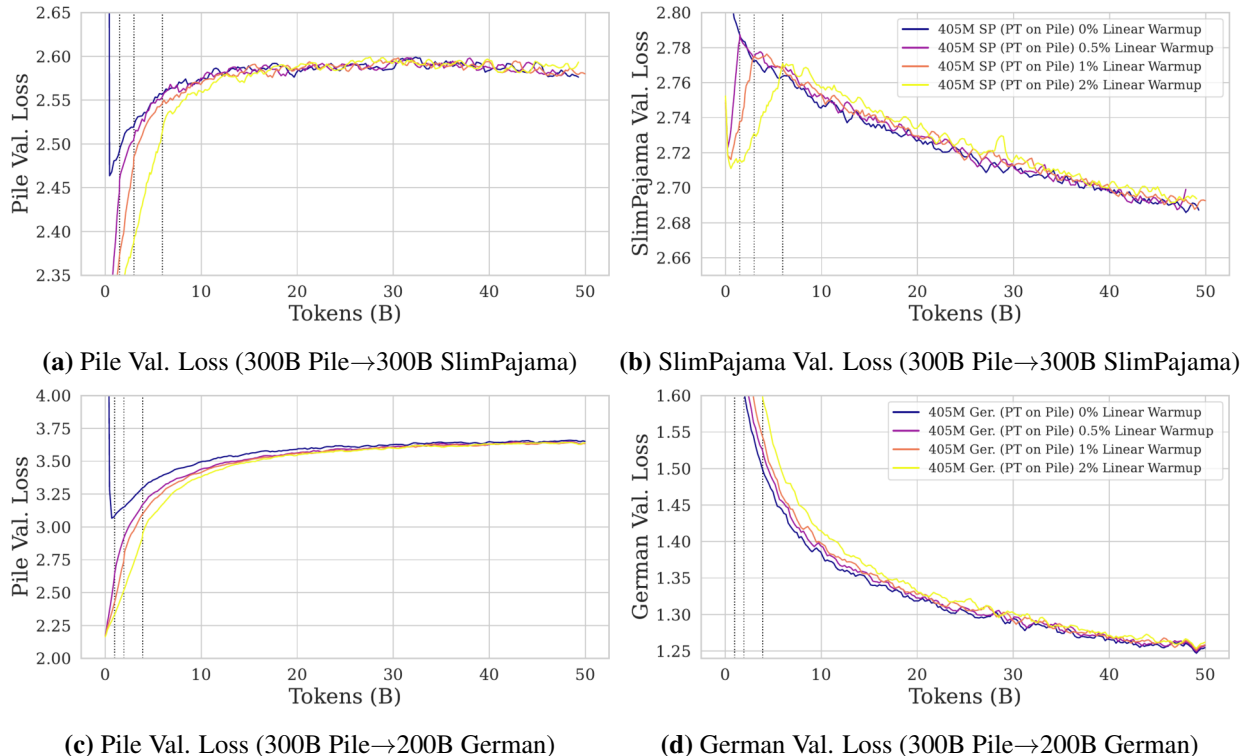 2.60
2.55
2.50
2.45
2.40
2.35
Pile Val. Loss
0 10 20 30 40 50
Tokens (B)
(a) Pile Val. Loss (300B Pile→300B SlimPajama)
2.80
2.78
2.76
2.74
2.72
2.70
2.68
2.66
SlimPajama Val. Loss
405M SP (PT on Pile) 0% Linear Warmup
405M SP (PT on Pile) 0.5% Linear Warmup
405M SP (PT on Pile) 1% Linear Warmup
405M SP (PT on Pile) 2% Linear Warmup
0 10 20 30 40 50
Tokens (B)
(b) SlimPajama Val. Loss (300B Pile→300B SlimPajama)
4.00
3.75
3.50
3.25
3.00
2.75
2.50
2.25
2.00
Pile Val. Loss
0 10 20 30 40 50
Tokens (B)
(c) Pile Val. Loss (300B Pile→200B German)
1.60
1.55
1.50
1.45
1.40
1.35
1.30
1.25
German Val. Loss
405M Ger. (PT on Pile) 0% Linear Warmup
405M Ger. (PT on Pile) 0.5% Linear Warmup
405M Ger. (PT on Pile) 1% Linear Warmup
405M Ger. (PT on Pile) 2% Linear Warmup
0 10 20 30 40 50
Tokens (B)
(d) German Val. Loss (300B Pile→200B German)